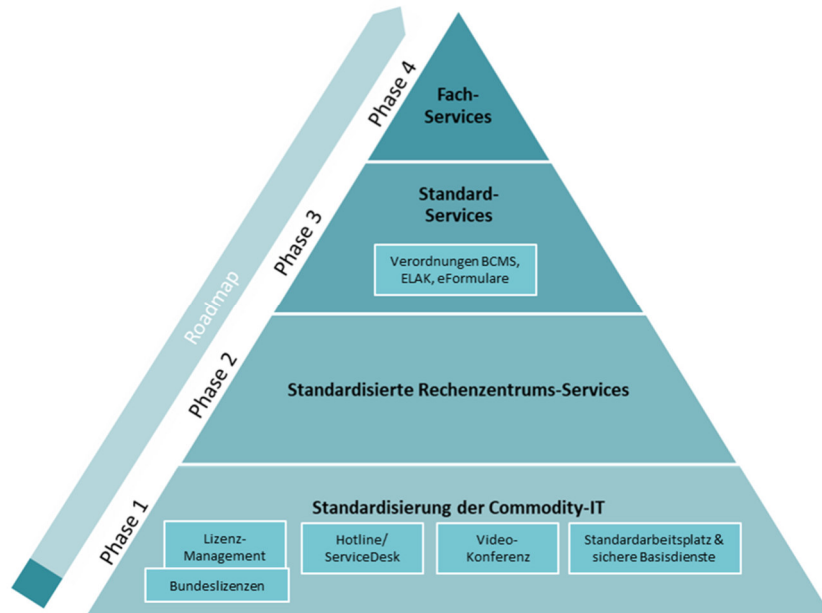 Phase 4
Fach-
Services
Phase 3
Standard-
Services
Verordnungen BCMS,
ELAK, eFormulare
Roadmap
Phase 2
Standardisierte Rechenzentrums-Services
Phase 1
Standardisierung der Commodity-IT
Lizenz-
Management
Bundeslizenzen
Hotline/
ServiceDesk
Video-
Konferenz
Standardarbeitsplatz &
sichere Basisdienste